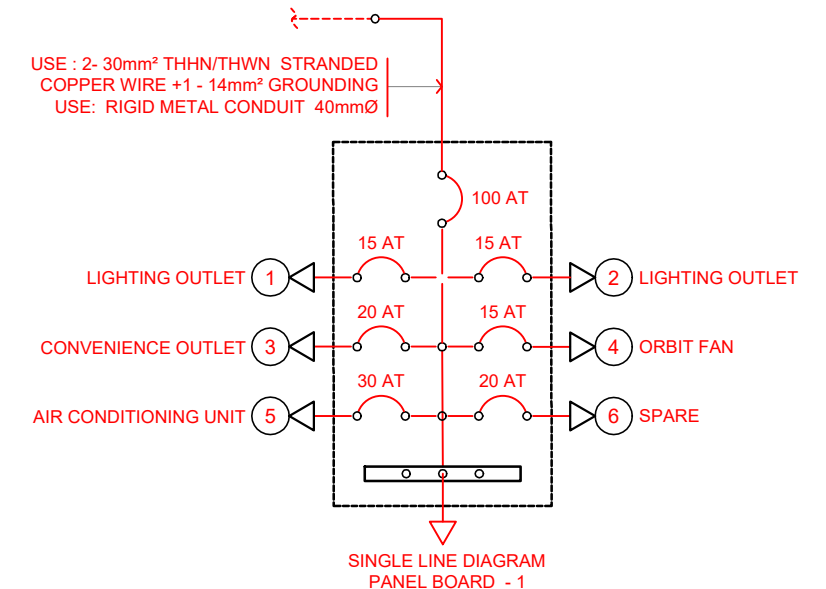 USE : 2- 30mm² THHN/THWN STRANDED
COPPER WIRE +1 - 14mm² GROUNDING
USE: RIGID METAL CONDUIT 40mmØ
100 AT
15 AT
15 AT
LIGHTING OUTLET
1
2
LIGHTING OUTLET
20 AT
15 AT
CONVENIENCE OUTLET
3
4
ORBIT FAN
30 AT
20 AT
AIR CONDITIONING UNIT
5
6
SPARE
SINGLE LINE DIAGRAM
PANEL BOARD - 1